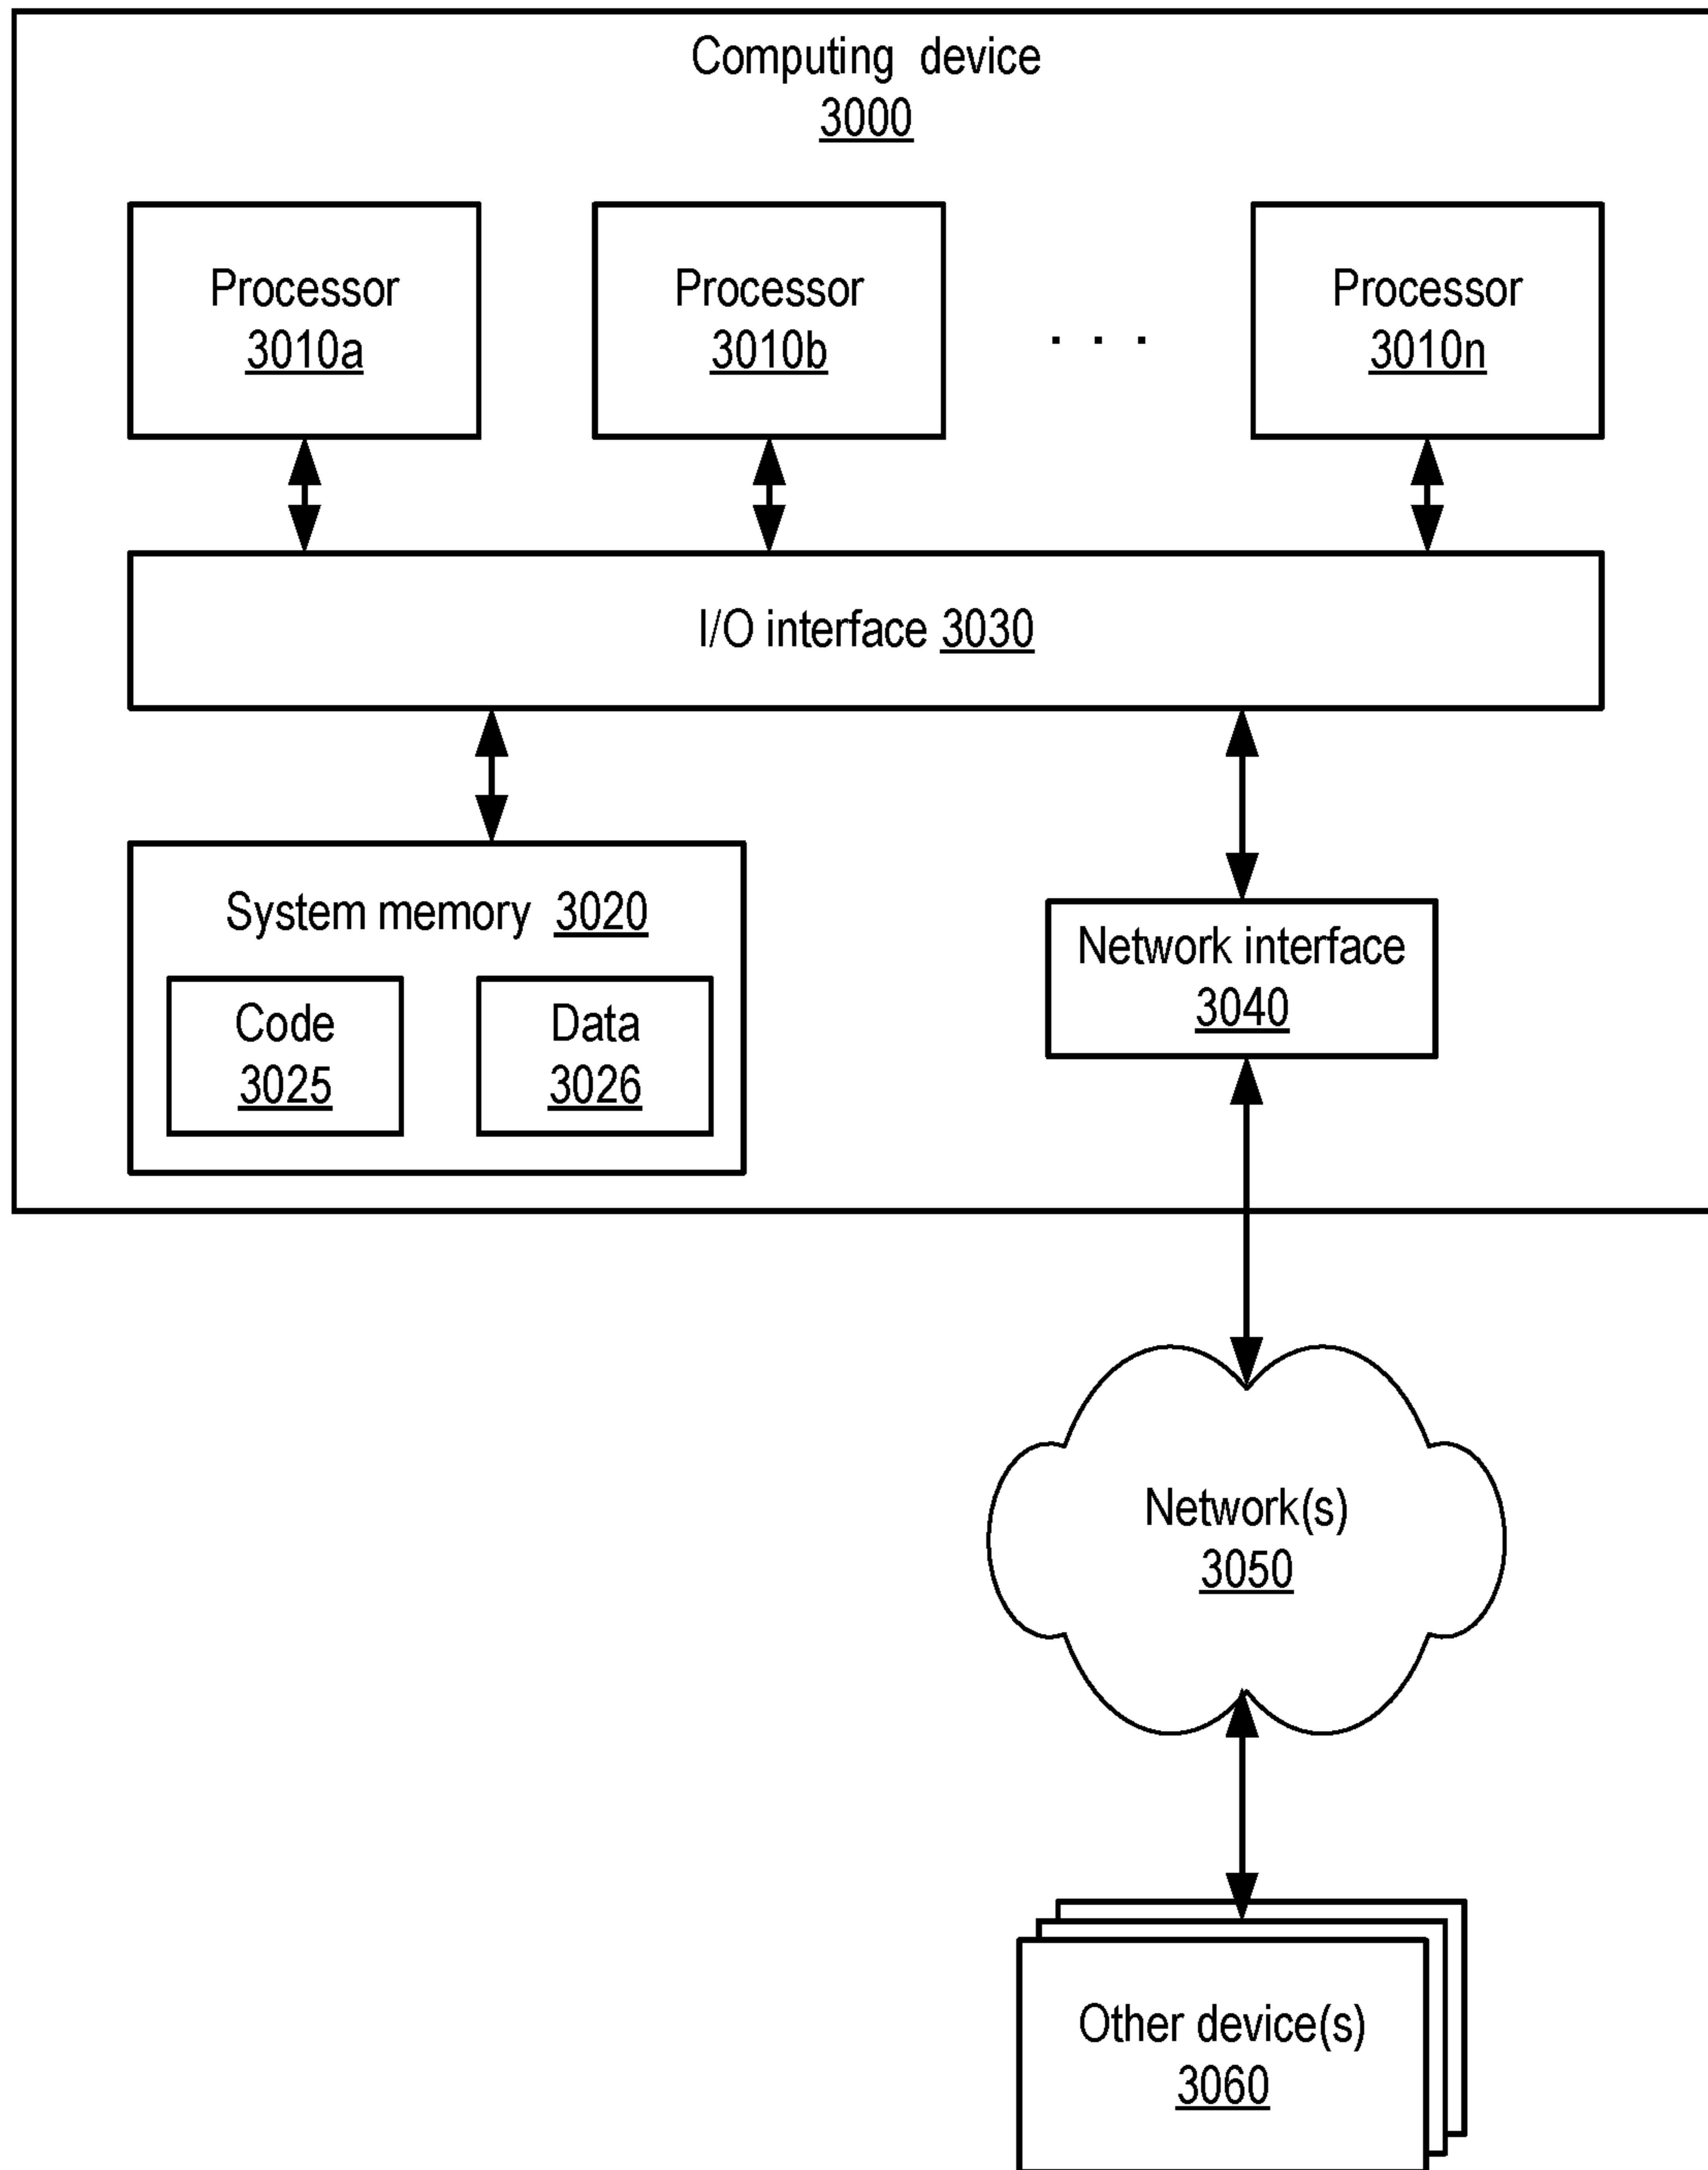 Computing device
3000
Processor
3010a
Processor
3010b
. . .
Processor
3010n
I/O interface 3030
System memory 3020
Code
3025
Data
3026
Network interface
3040
Network(s)
3050
Other device(s)
3060